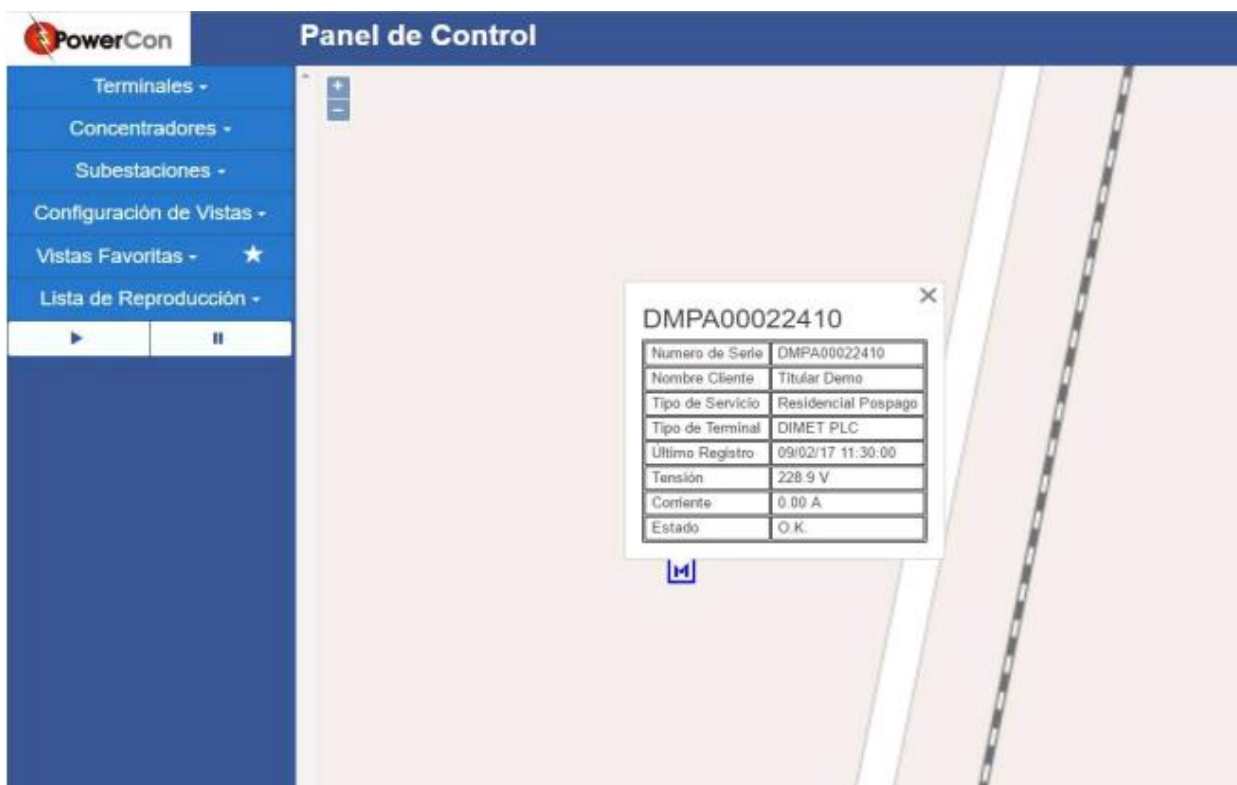 PowerCon
Panel de Control
Terminales
Concentradores
Subestaciones
Configuración de Vistas
Vistas Favoritas
Lista de Reproducción
+
−
DMPA00022410
Numero de Serie DMPA00022410
Nombre Cliente Titular Demo
Tipo de Servicio Residencial Pospago
Tipo de Terminal DIMET PLC
Último Registro 09/02/17 11:30:00
Tensión 228.9 V
Corriente 0.00 A
Estado O.K.
M